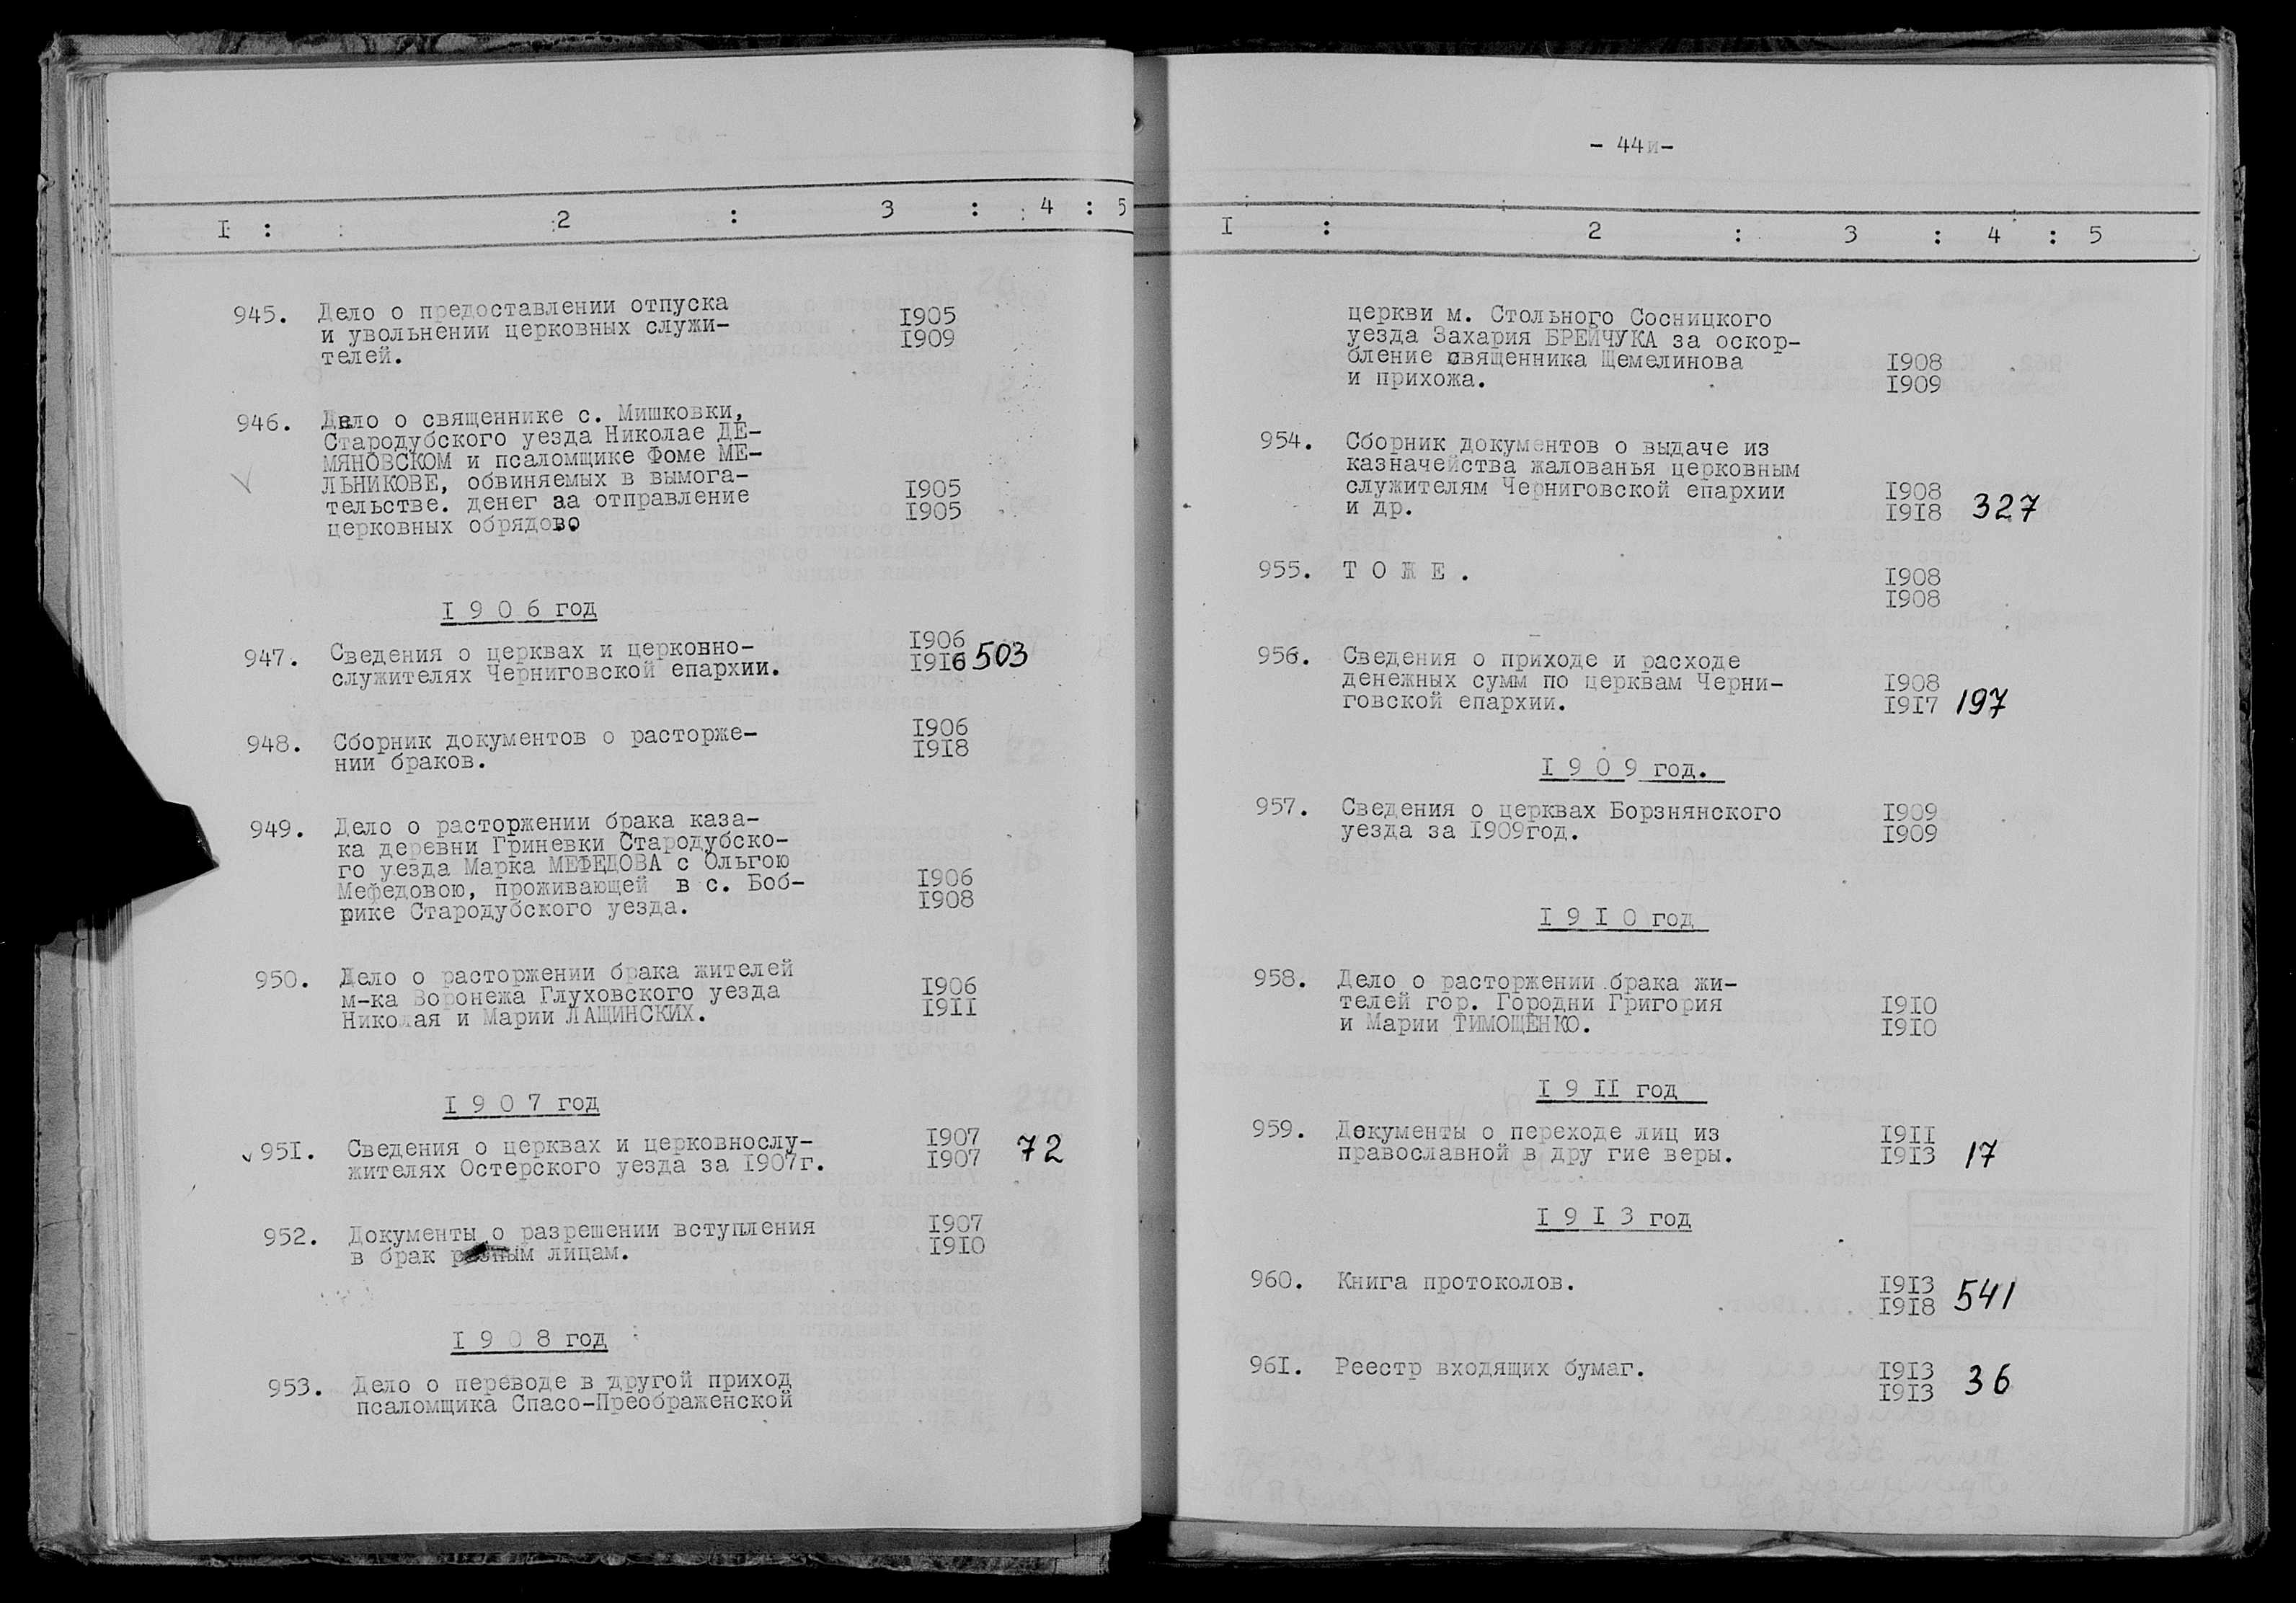 I : 2 : 3 : 4 : 5
945. Дело о предоставлении отпуска
и увольнении церковных служи- 1905
телей. 1909
946. Дело о священнике с. Мишковки,
Стародубского уезда Николае ДЕ-
МЯНОВСКОМ и псаломщике Фоме МЕ-
ЛЬНИКОВЕ, обвиняемых в вымога-
тельстве. денег за отправление 1905
церковных обрядово 1905
I 9 0 6 год
947. Сведения о церквах и церковно- 1906
служителях Черниговской епархии. 1916 503
948. Сборник документов о расторже- 1906
нии браков. 1918
949. Дело о расторжении брака каза-
ка деревни Гриневки Стародубско-
го уезда Марка МЕФЕДОВА с Ольгою
Мефедовою, проживающей в с. Боб- 1906
рике Стародубского уезда. 1908
950. Дело о расторжении брака жителей
м-ка Воронежа Глуховского уезда 1906
Николая и Марии ЛАЩИНСКИХ. 1911
I 9 0 7 год
√ 951. Сведения о церквах и церковнослу- 1907
жителях Остерского уезда за 1907г. 1907 72
952. Документы о разрешении вступления 1907
в брак разным лицам. 1910
I 9 0 8 год
953. Дело о переводе в другой приход
псаломщика Спасо-Преображенской
- 44и-
I : 2 : 3 : 4 : 5
церкви м. Стольного Сосницкого
уезда Захария БРЕЙЧУКА за оскор-
бление священника Щемелинова 1908
и прихожа. 1909
954. Сборник документов о выдаче из
казначейства жалованья церковным
служителям Черниговской епархии 1908
и др. 1918 327
955. Т О Ж Е . 1908
1908
956. Сведения о приходе и расходе
денежных сумм по церквам Черни- 1908
говской епархии. 1917 197
I 9 0 9 год.
957. Сведения о церквах Борзнянского 1909
уезда за 1909год. 1909
I 9 I 0 год
958. Дело о расторжении брака жи-
телей гор. Городни Григория 1910
и Марии ТИМОЩЕНКО. 1910
I 9 II год
959. Документы о переходе лиц из 1911
православной в дру гие веры. 1913 17
I 9 I 3 год
960. Книга протоколов. 1913
1918 541
961. Реестр входящих бумаг. 1913
1913 36